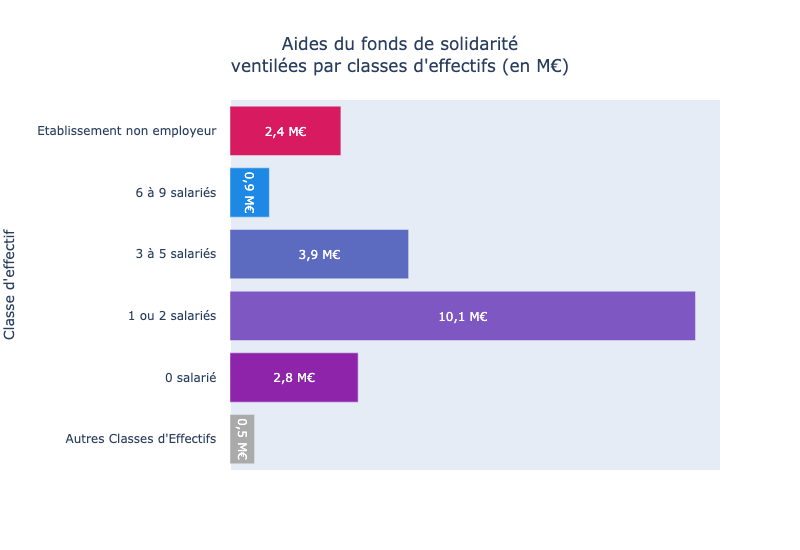 Aides du fonds de solidarité
ventilées par classes d'effectifs (en M€)
Classe d'effectif
Etablissement non employeur
2,4 M€
6 à 9 salariés
0,9 M€
3 à 5 salariés
3,9 M€
1 ou 2 salariés
10,1 M€
0 salarié
2,8 M€
Autres Classes d'Effectifs
0,5 M€